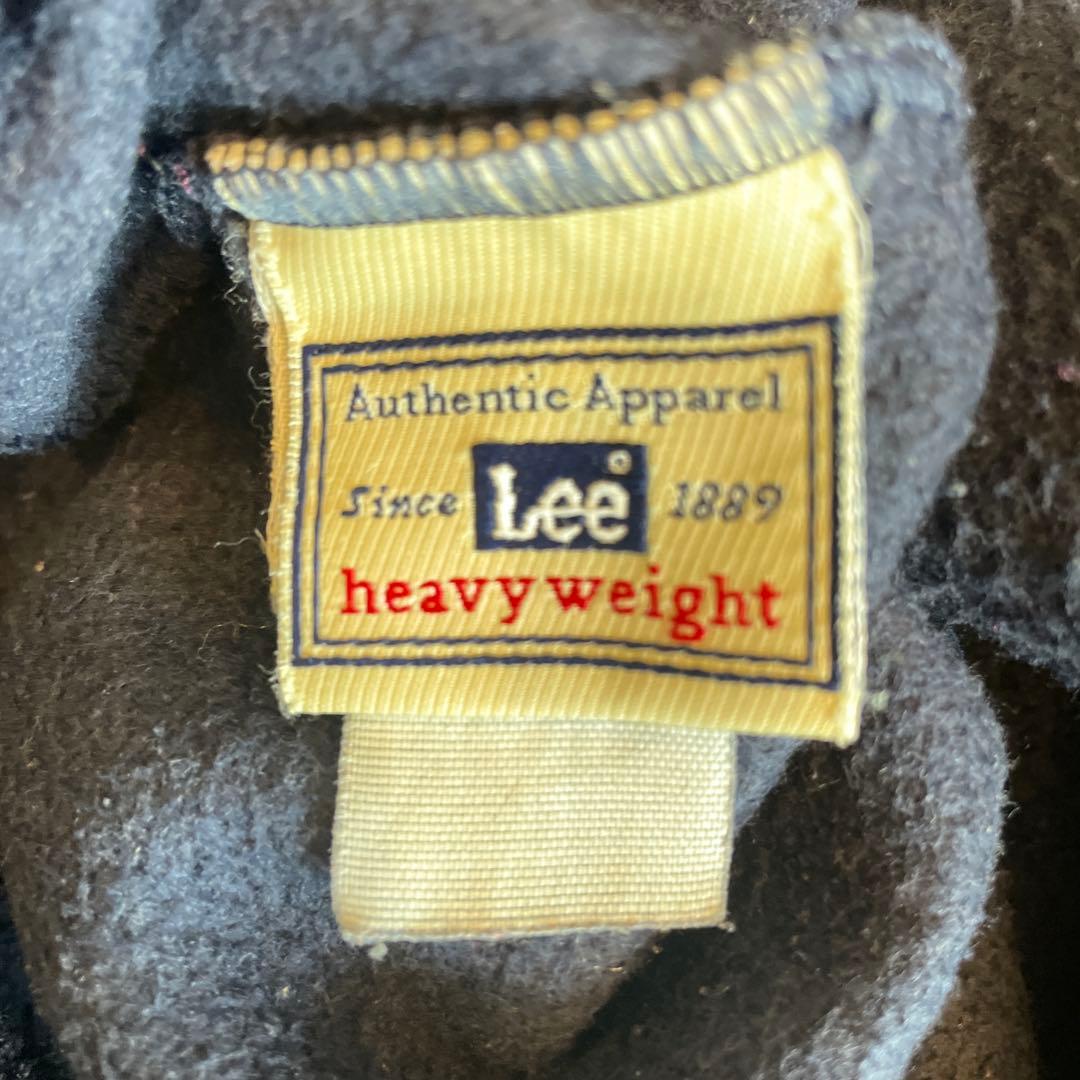 Authentic Apparel
Since Lee 1889
heavyweight